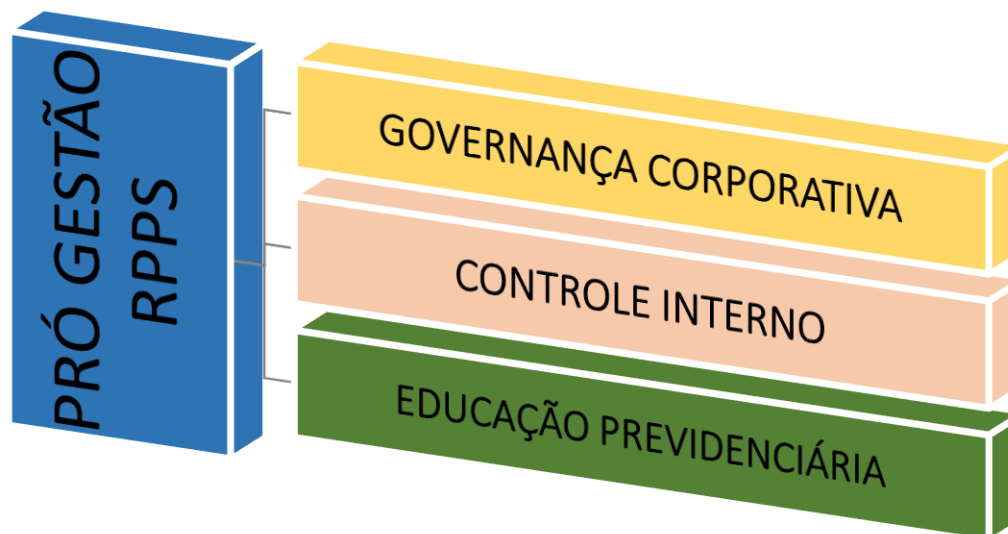 PRÓ GESTÃO
RPPS
GOVERNANÇA CORPORATIVA
CONTROLE INTERNO
EDUCAÇÃO PREVIDENCIÁRIA